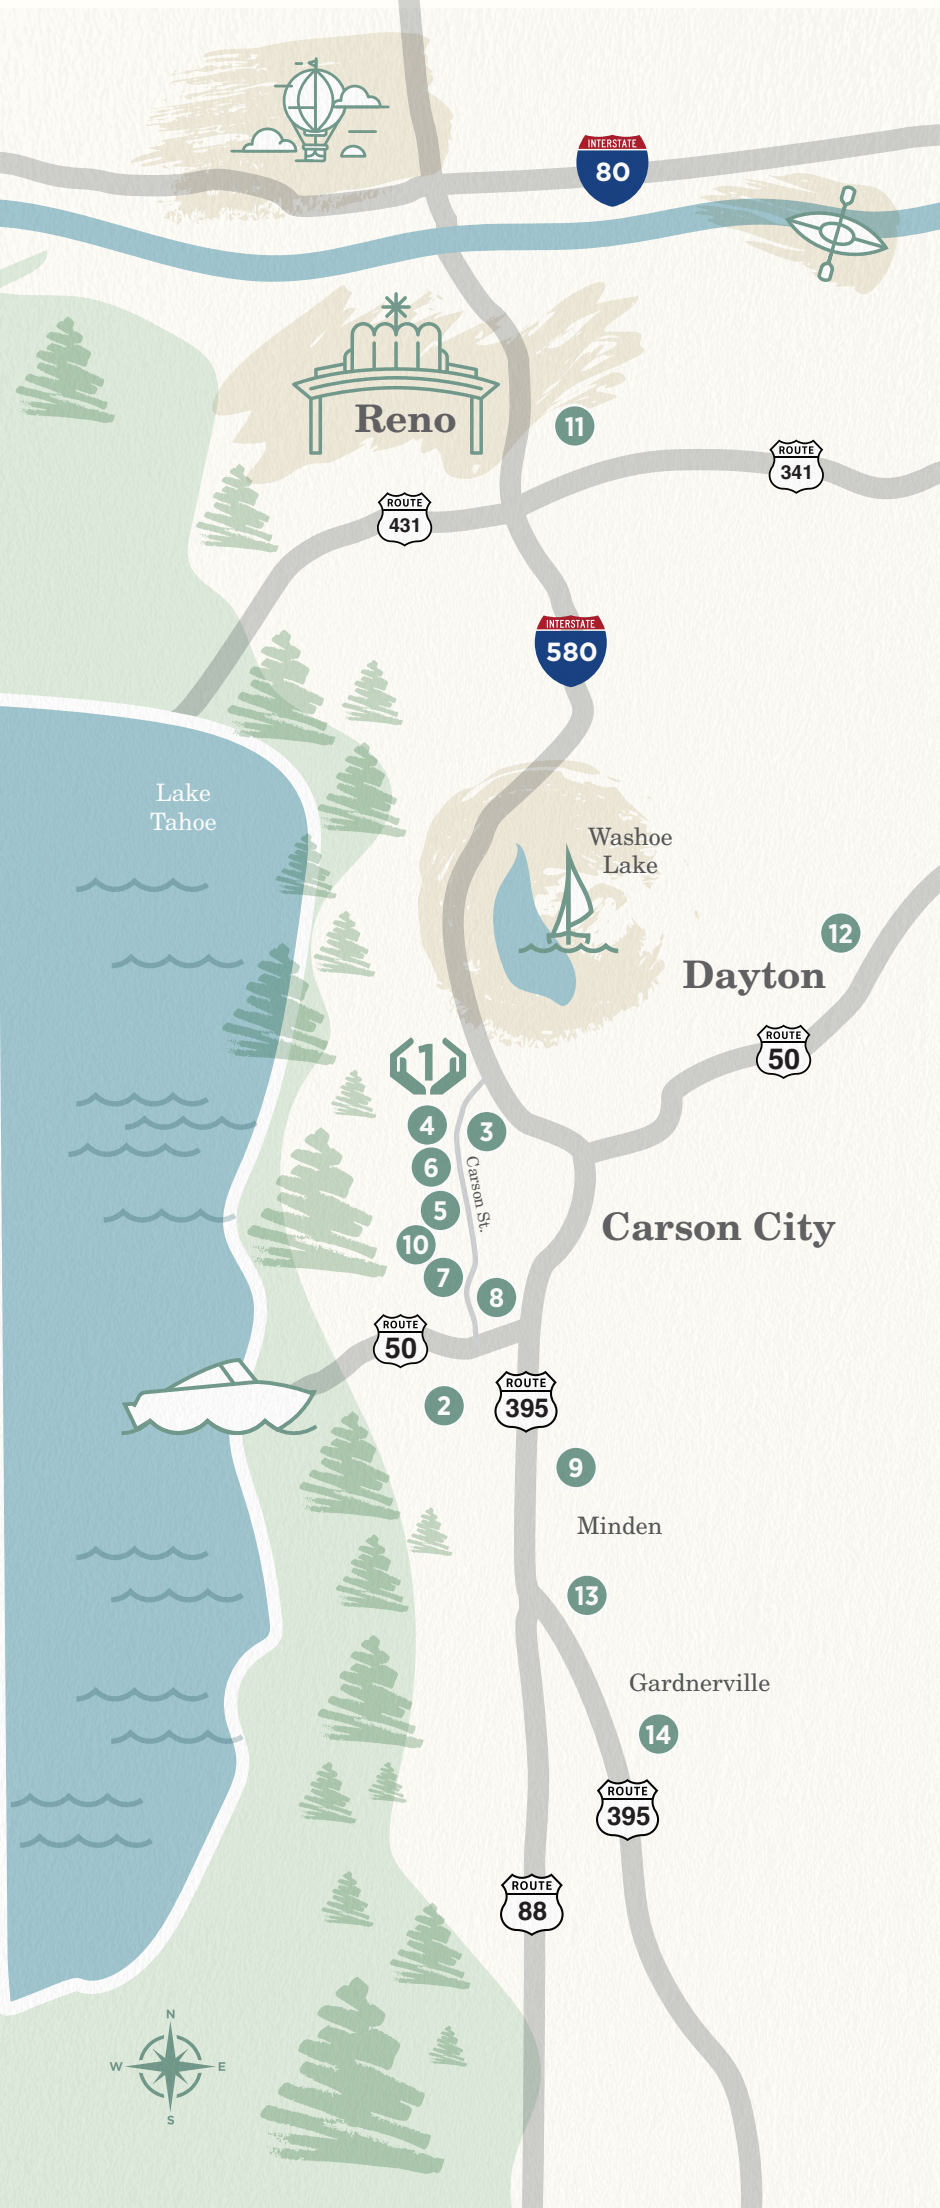 INTERSTATE
80
Reno
11
ROUTE
341
ROUTE
431
INTERSTATE
580
Lake
Tahoe
Washoe
Lake
12
Dayton
ROUTE
50
1
4
3
6
Carson St.
5
10
Carson City
7
8
ROUTE
50
2
ROUTE
395
9
Minden
13
Gardnerville
14
ROUTE
395
ROUTE
88
N
W
E
S